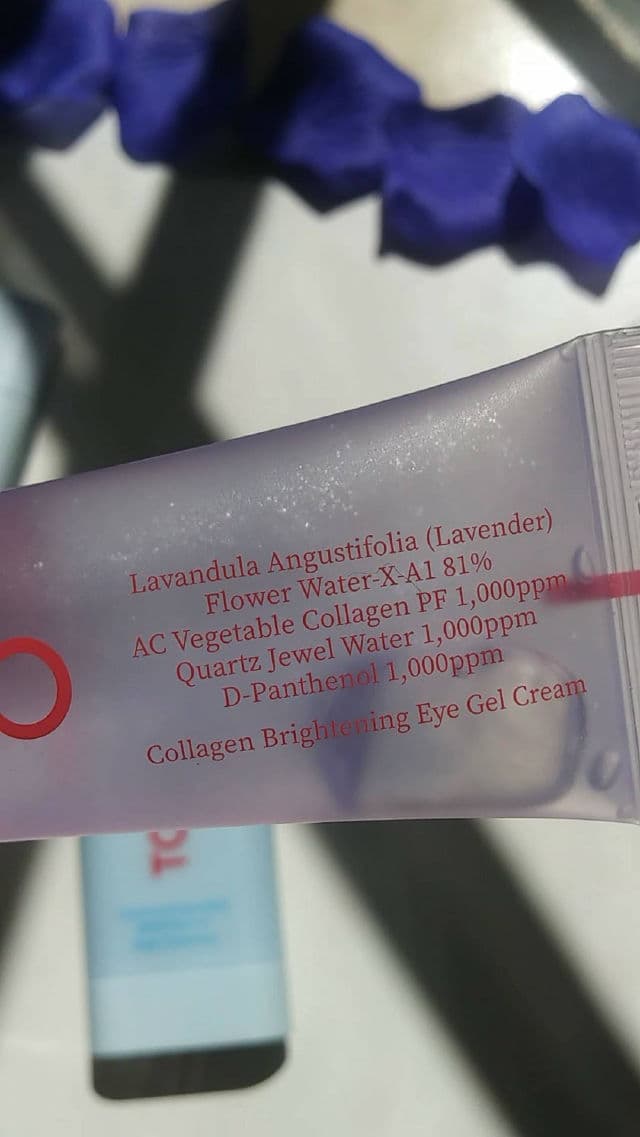 Lavandula Angustifolia (Lavender)
Flower Water-X-A1 81%
AC Vegetable Collagen PF 1,000ppm
Quartz Jewel Water 1,000ppm
D-Panthenol 1,000ppm
Collagen Brightening Eye Gel Cream